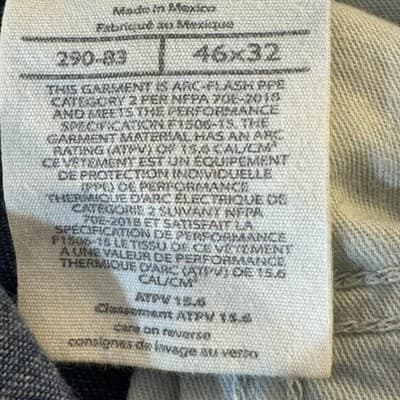 Made in Mexico
Fabriqué au Mexique
290-83 46x32
THIS GARMENT IS ARC-FLASH PPE
CATEGORY 2 PER NFPA 70E-2018
AND MEETS THE PERFORMANCE
SPECIFICATION F1506-15. THE
GARMENT MATERIAL HAS AN ARC
RATING (ATPV) OF 15.6 CAL/CM²
CE VÊTEMENT EST UN ÉQUIPEMENT
DE PROTECTION INDIVIDUELLE
(PPE) DE PERFORMANCE
THERMIQUE D'ARC ÉLECTRIQUE DE
CATÉGORIE 2 SUIVANT NFPA
70E-2018 ET SATISFAIT LA
SPÉCIFICATION DE PERFORMANCE
F1506-15 LE TISSU DE CE VÊTEMENT
A UNE VALEUR DE PERFORMANCE
THERMIQUE D'ARC (ATPV) DE 15.6
CAL/CM²
ATPV 15.6
Classement ATPV 15.6
care on reverse
consignes de lavage au verso